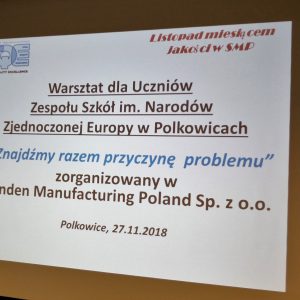 Listopad miesiącem
Jakości w SMP
Warsztat dla Uczniów
Zespołu Szkół im. Narodów
Zjednoczonej Europy w Polkowicach
Znajdźmy razem przyczynę problemu”
zorganizowany w
nden Manufacturing Poland Sp. z o.o.
Polkowice, 27.11.2018